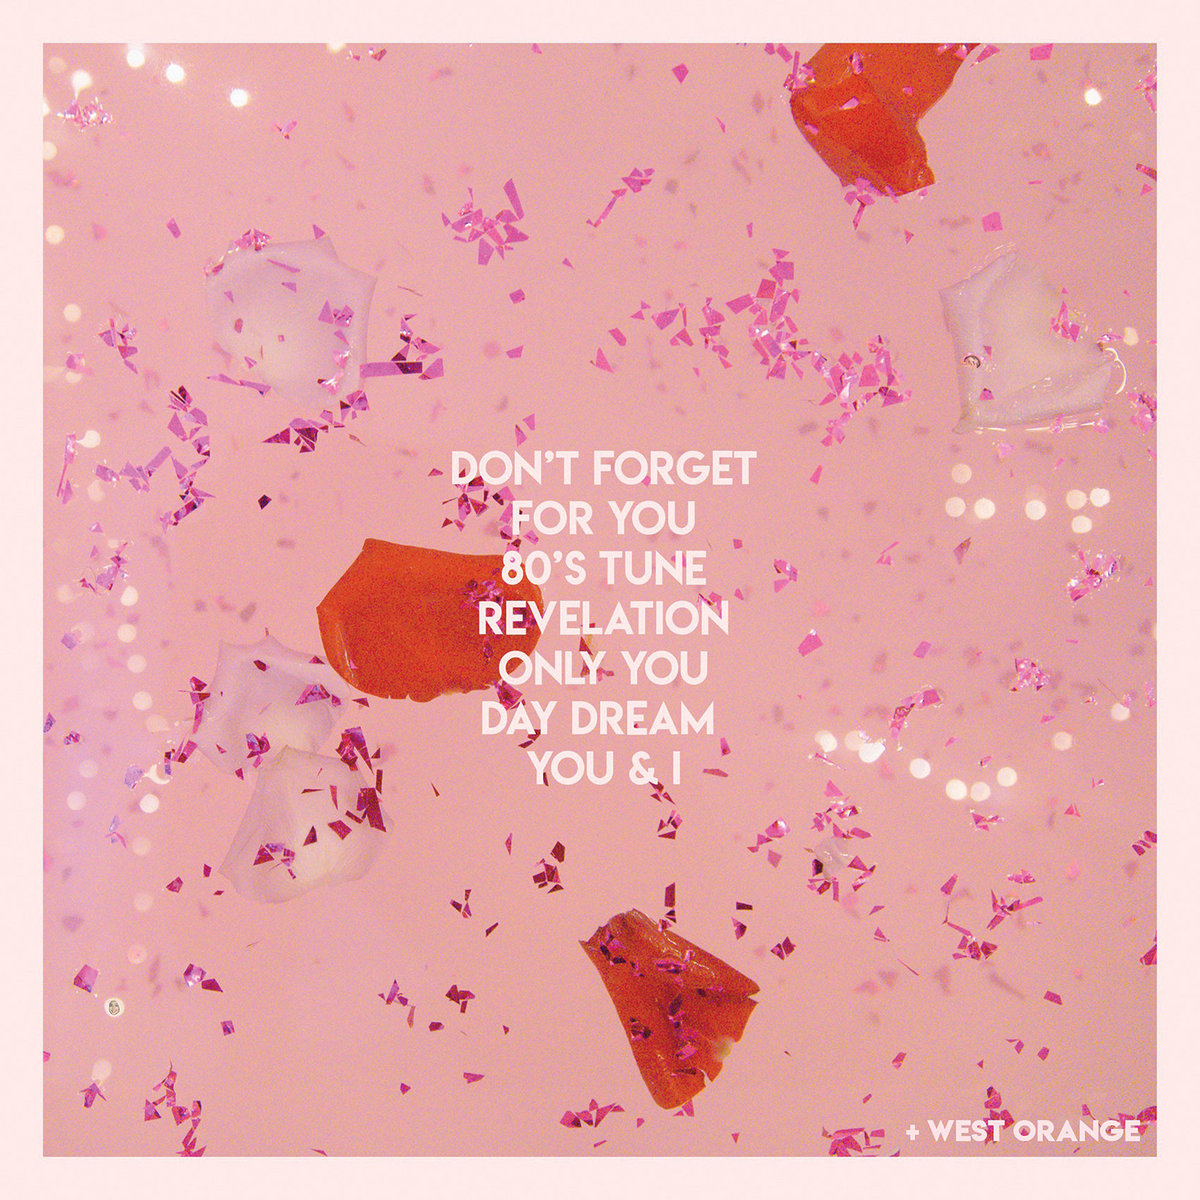 DON'T FORGET
FOR YOU
80'S TUNE
REVELATION
ONLY YOU
DAY DREAM
YOU & I
+ WEST ORANGE